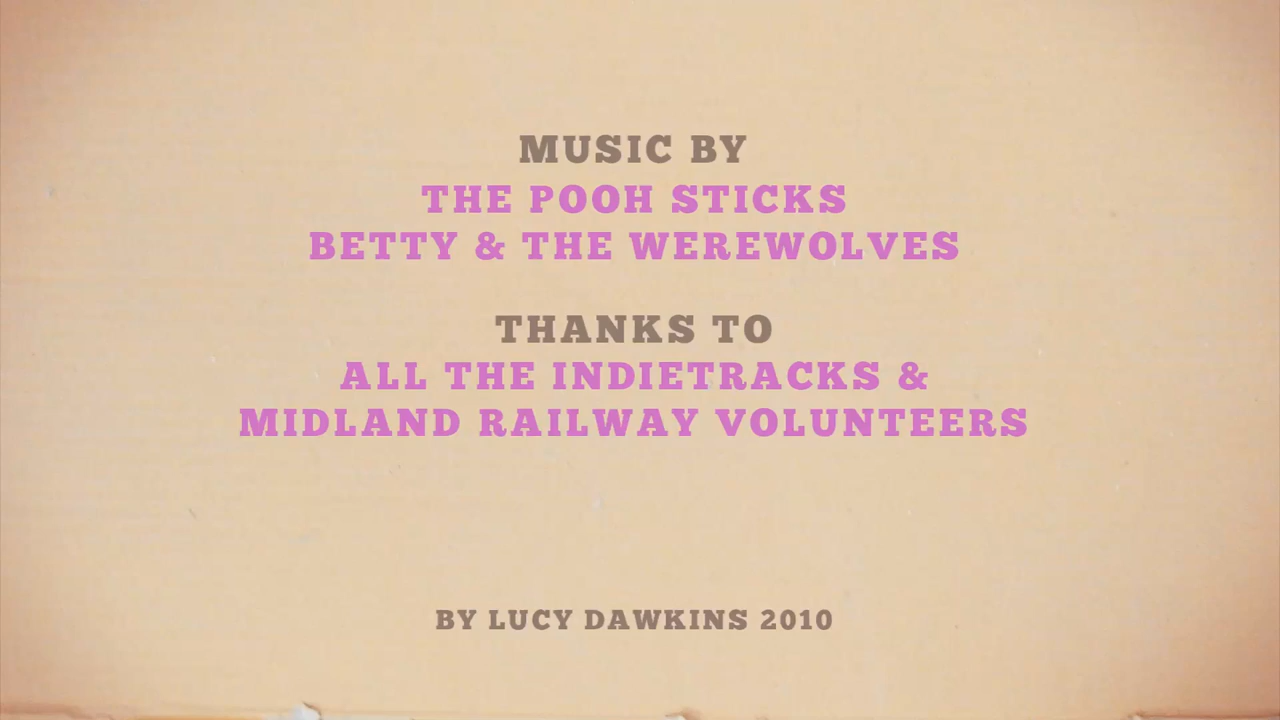 MUSIC BY
THE POOH STICKS
BETTY & THE WEREWOLVES
THANKS TO
ALL THE INDIETRACKS &
MIDLAND RAILWAY VOLUNTEERS
BY LUCY DAWKINS 2010